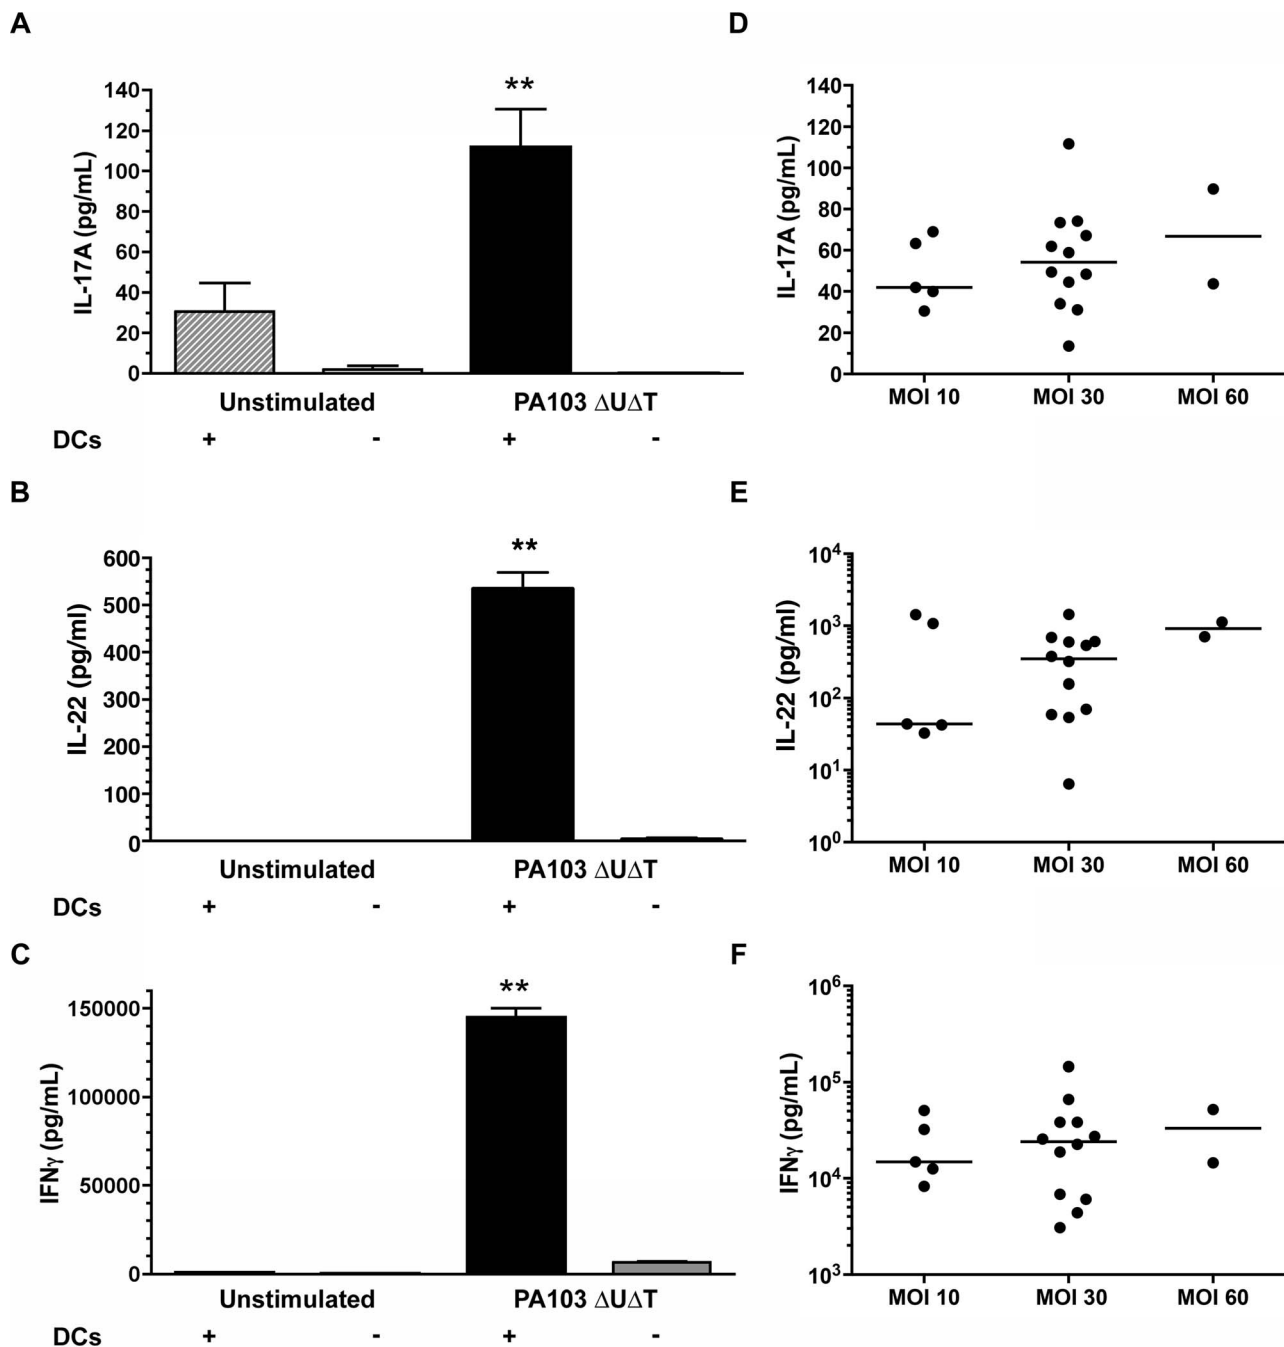 A
**
140
120
100
80
60
40
20
0
IL-17A (pg/mL)
Unstimulated
PA103 ΔUΔT
DCs
+
-
+
-
D
140
120
100
80
60
40
20
0
IL-17A (pg/mL)
MOI 10
MOI 30
MOI 60
B
**
600
500
400
300
200
100
0
IL-22 (pg/ml)
Unstimulated
PA103 ΔUΔT
DCs
+
-
+
-
E
10⁴
10³
10²
10¹
10⁰
IL-22 (pg/ml)
MOI 10
MOI 30
MOI 60
C
**
150000
100000
50000
0
IFNγ (pg/mL)
Unstimulated
PA103 ΔUΔT
DCs
+
-
+
-
F
10⁶
10⁵
10⁴
10³
IFNγ (pg/mL)
MOI 10
MOI 30
MOI 60